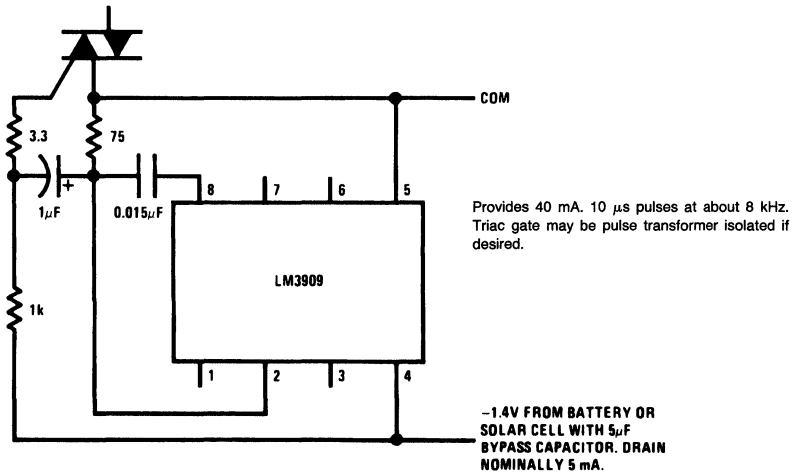 COM
3.3
75
+
1μF
0.015μF
8
7
6
5
Provides 40 mA. 10 μs pulses at about 8 kHz.
Triac gate may be pulse transformer isolated if
desired.
LM3909
1k
1
2
3
4
–1.4V FROM BATTERY OR
SOLAR CELL WITH 5μF
BYPASS CAPACITOR. DRAIN
NOMINALLY 5 mA.